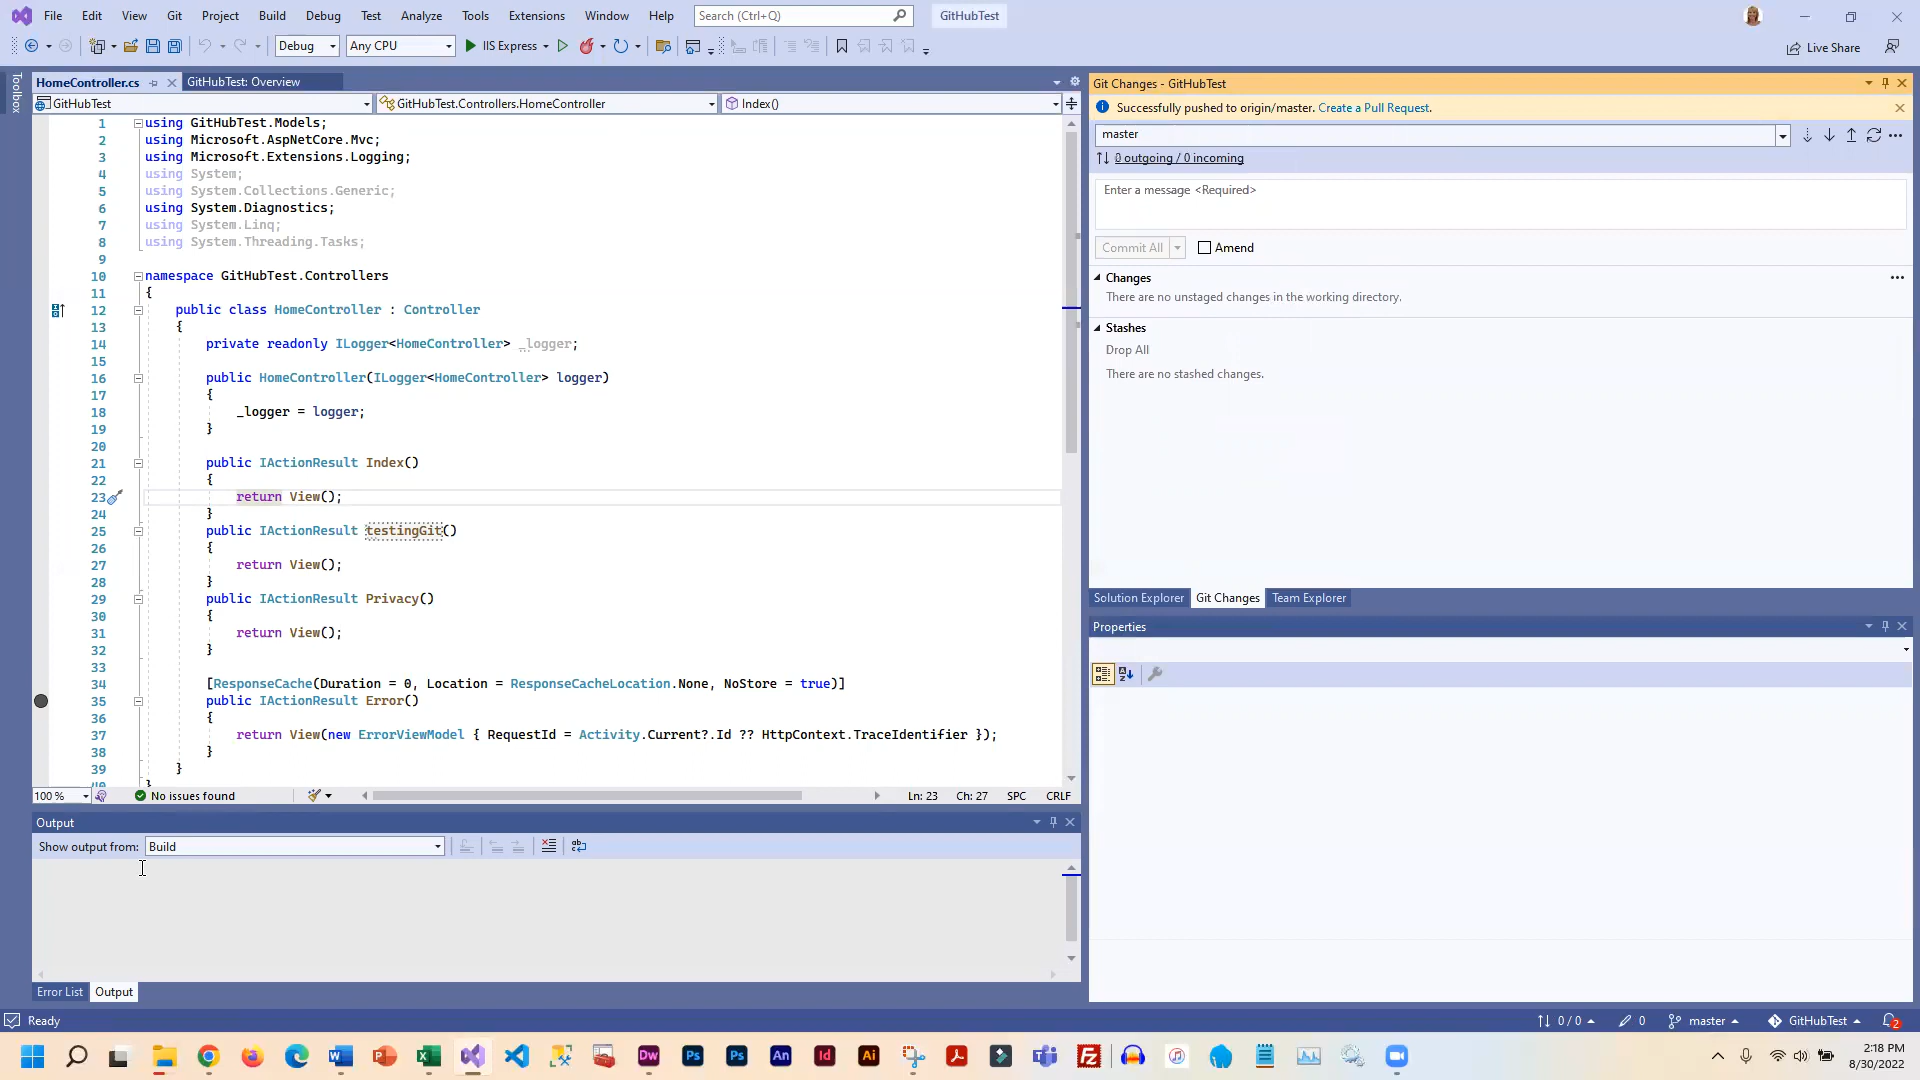 File Edit View Git Project Build Debug Test Analyze Tools Extensions Window Help Search (Ctrl+Q) GitHubTest
Debug Any CPU IIS Express Live Share
Toolbox
HomeController.cs GitHubTest: Overview
GitHubTest GitHubTest.Controllers.HomeController Index()
1 using GitHubTest.Models;
2 using Microsoft.AspNetCore.Mvc;
3 using Microsoft.Extensions.Logging;
4 using System;
5 using System.Collections.Generic;
6 using System.Diagnostics;
7 using System.Linq;
8 using System.Threading.Tasks;
9
10 namespace GitHubTest.Controllers
11 {
12 public class HomeController : Controller
13 {
14 private readonly ILogger<HomeController> _logger;
15
16 public HomeController(ILogger<HomeController> logger)
17 {
18 _logger = logger;
19 }
20
21 public IActionResult Index()
22 {
23 return View();
24 }
25 public IActionResult testingGit()
26 {
27 return View();
28 }
29 public IActionResult Privacy()
30 {
31 return View();
32 }
33
34 [ResponseCache(Duration = 0, Location = ResponseCacheLocation.None, NoStore = true)]
35 public IActionResult Error()
36 {
37 return View(new ErrorViewModel { RequestId = Activity.Current?.Id ?? HttpContext.TraceIdentifier });
38 }
39 }
40 }
100 % No issues found Ln: 23 Ch: 27 SPC CRLF
Output
Show output from: Build
Error List Output
Git Changes - GitHubTest
Successfully pushed to origin/master. Create a Pull Request.
master
0 outgoing / 0 incoming
Enter a message <Required>
Commit All Amend
Changes
There are no unstaged changes in the working directory.
Stashes
Drop All
There are no stashed changes.
Solution Explorer Git Changes Team Explorer
Properties
Ready 0 / 0 0 master GitHubTest 2
Dw Ps Ps An Id Ai
2:18 PM
8/30/2022